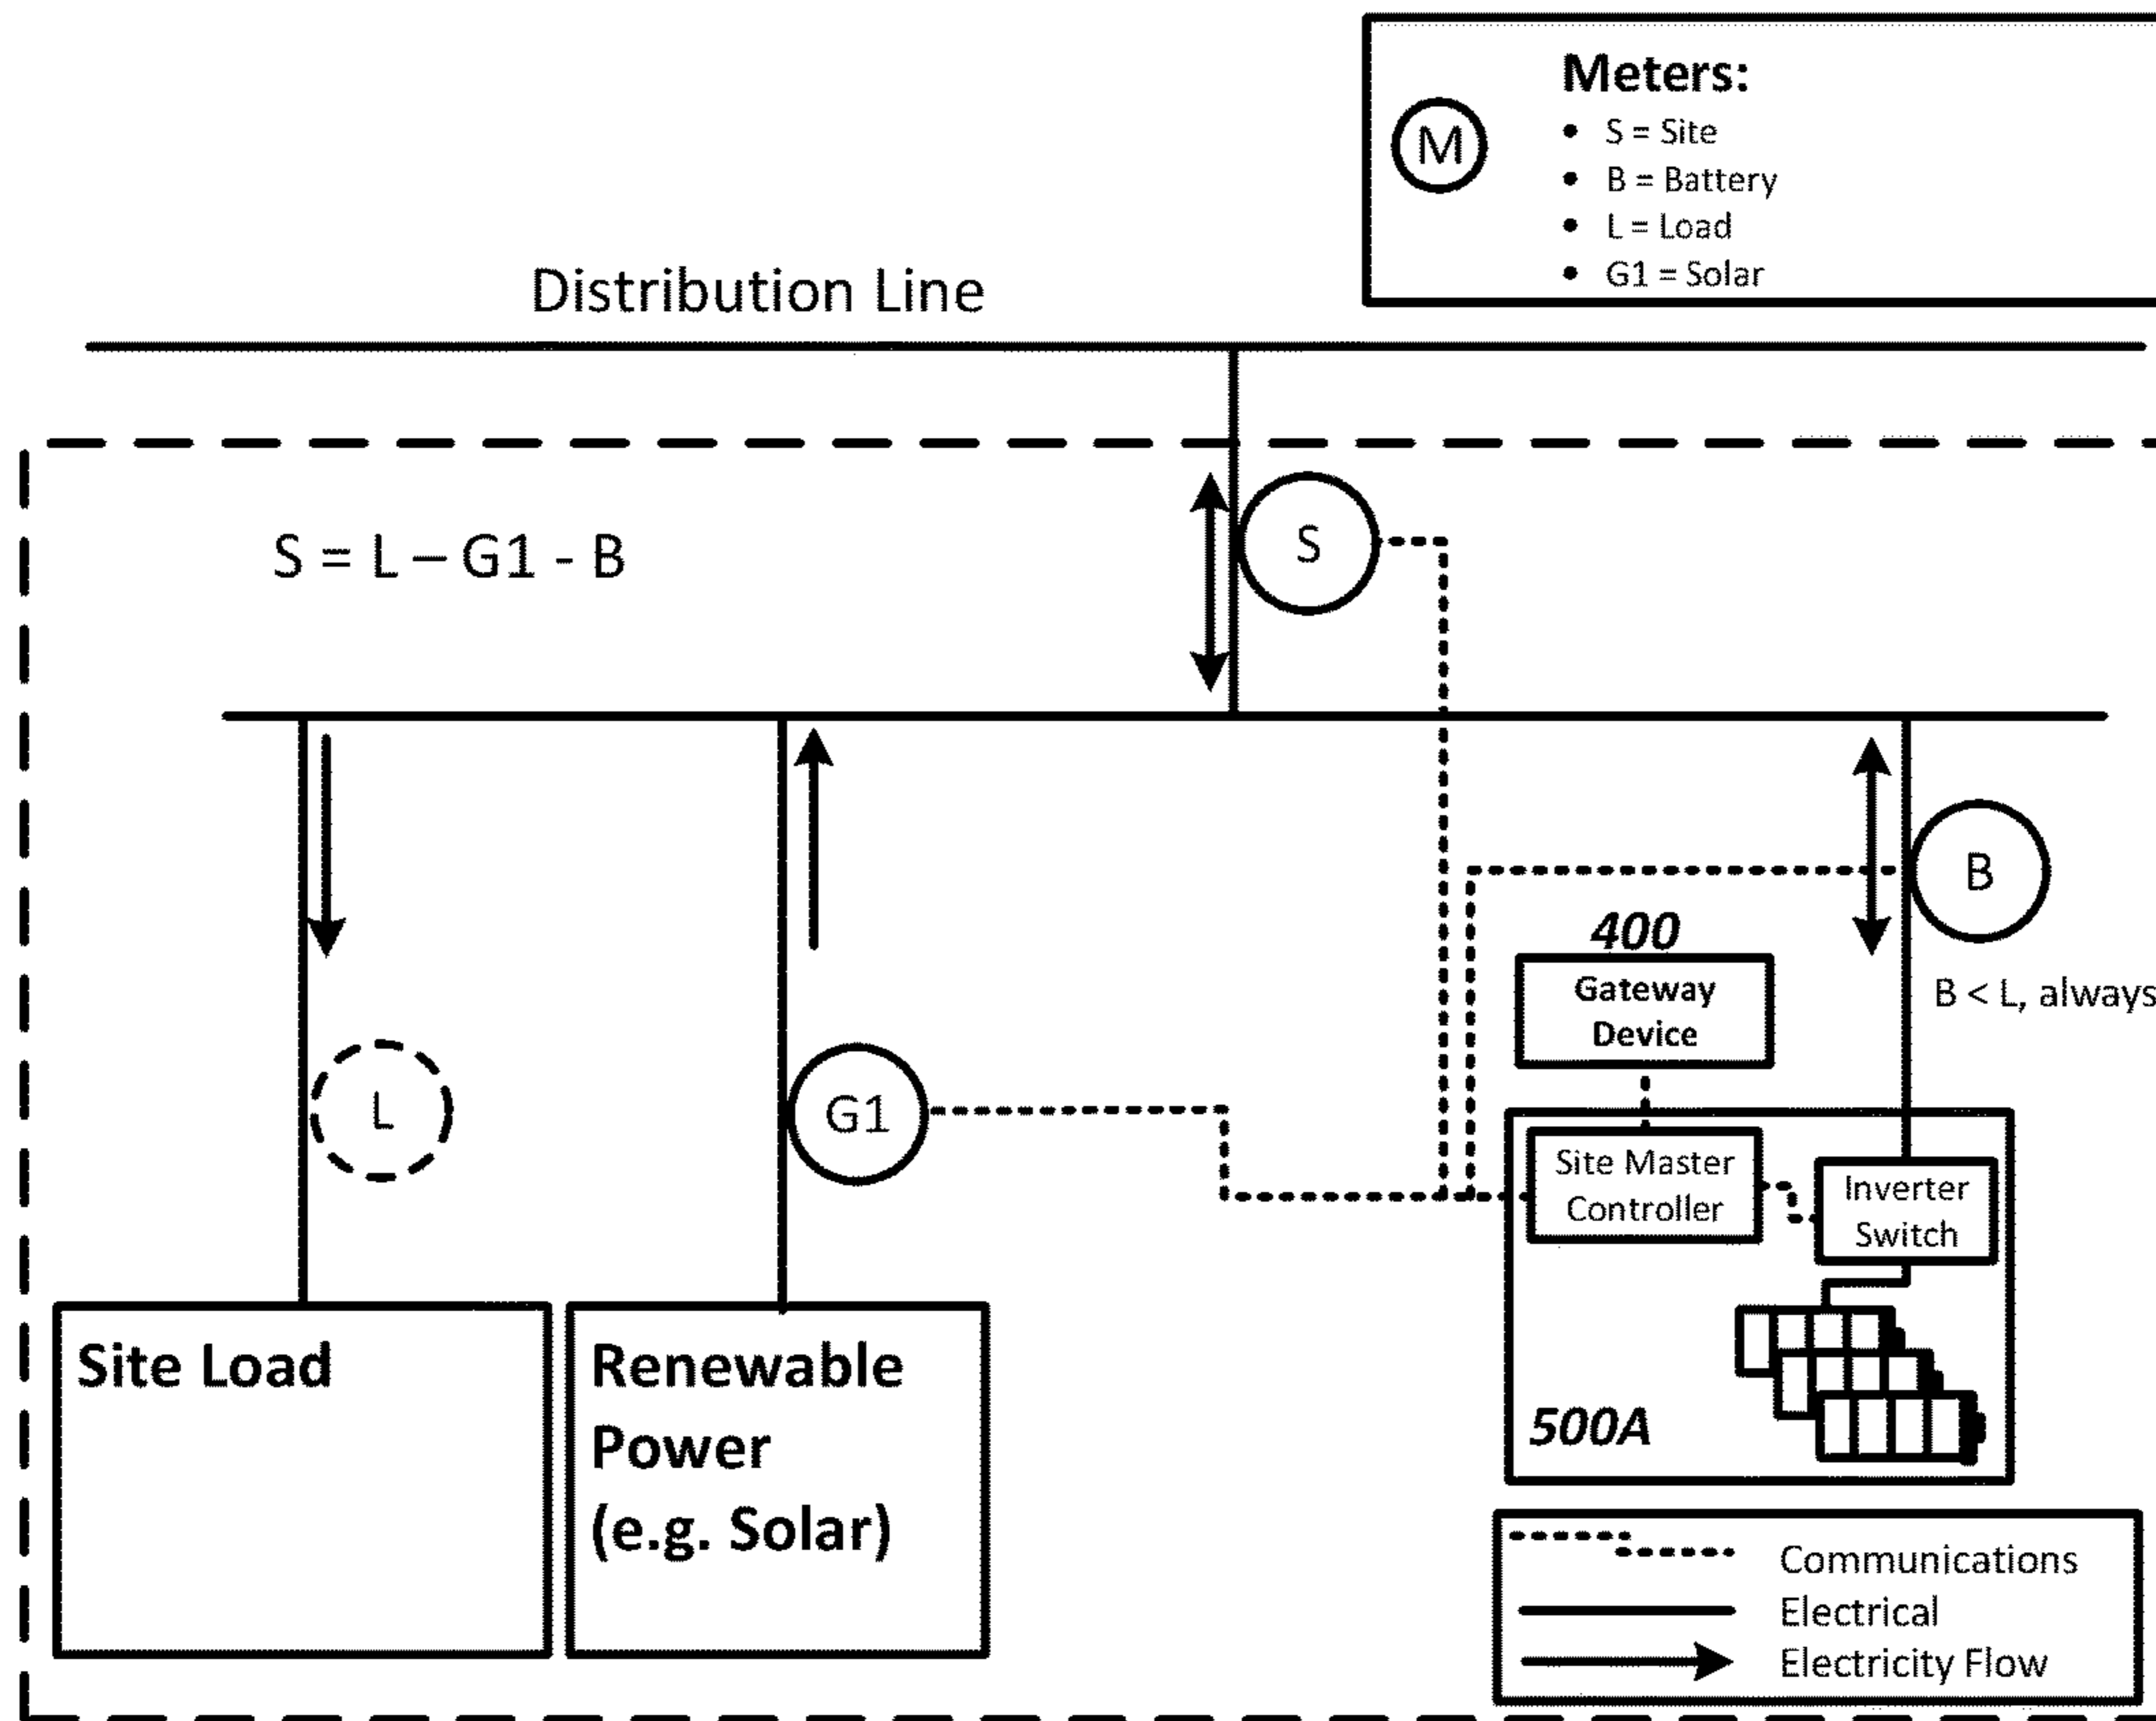 Meters:
M
• S = Site
• B = Battery
• L = Load
• G1 = Solar
Distribution Line
S = L – G1 - B
S
B
400
Gateway
Device
B < L, always
L
G1
Site Master
Controller
Inverter
Switch
500A
Site Load
Renewable
Power
(e.g. Solar)
Communications
Electrical
Electricity Flow